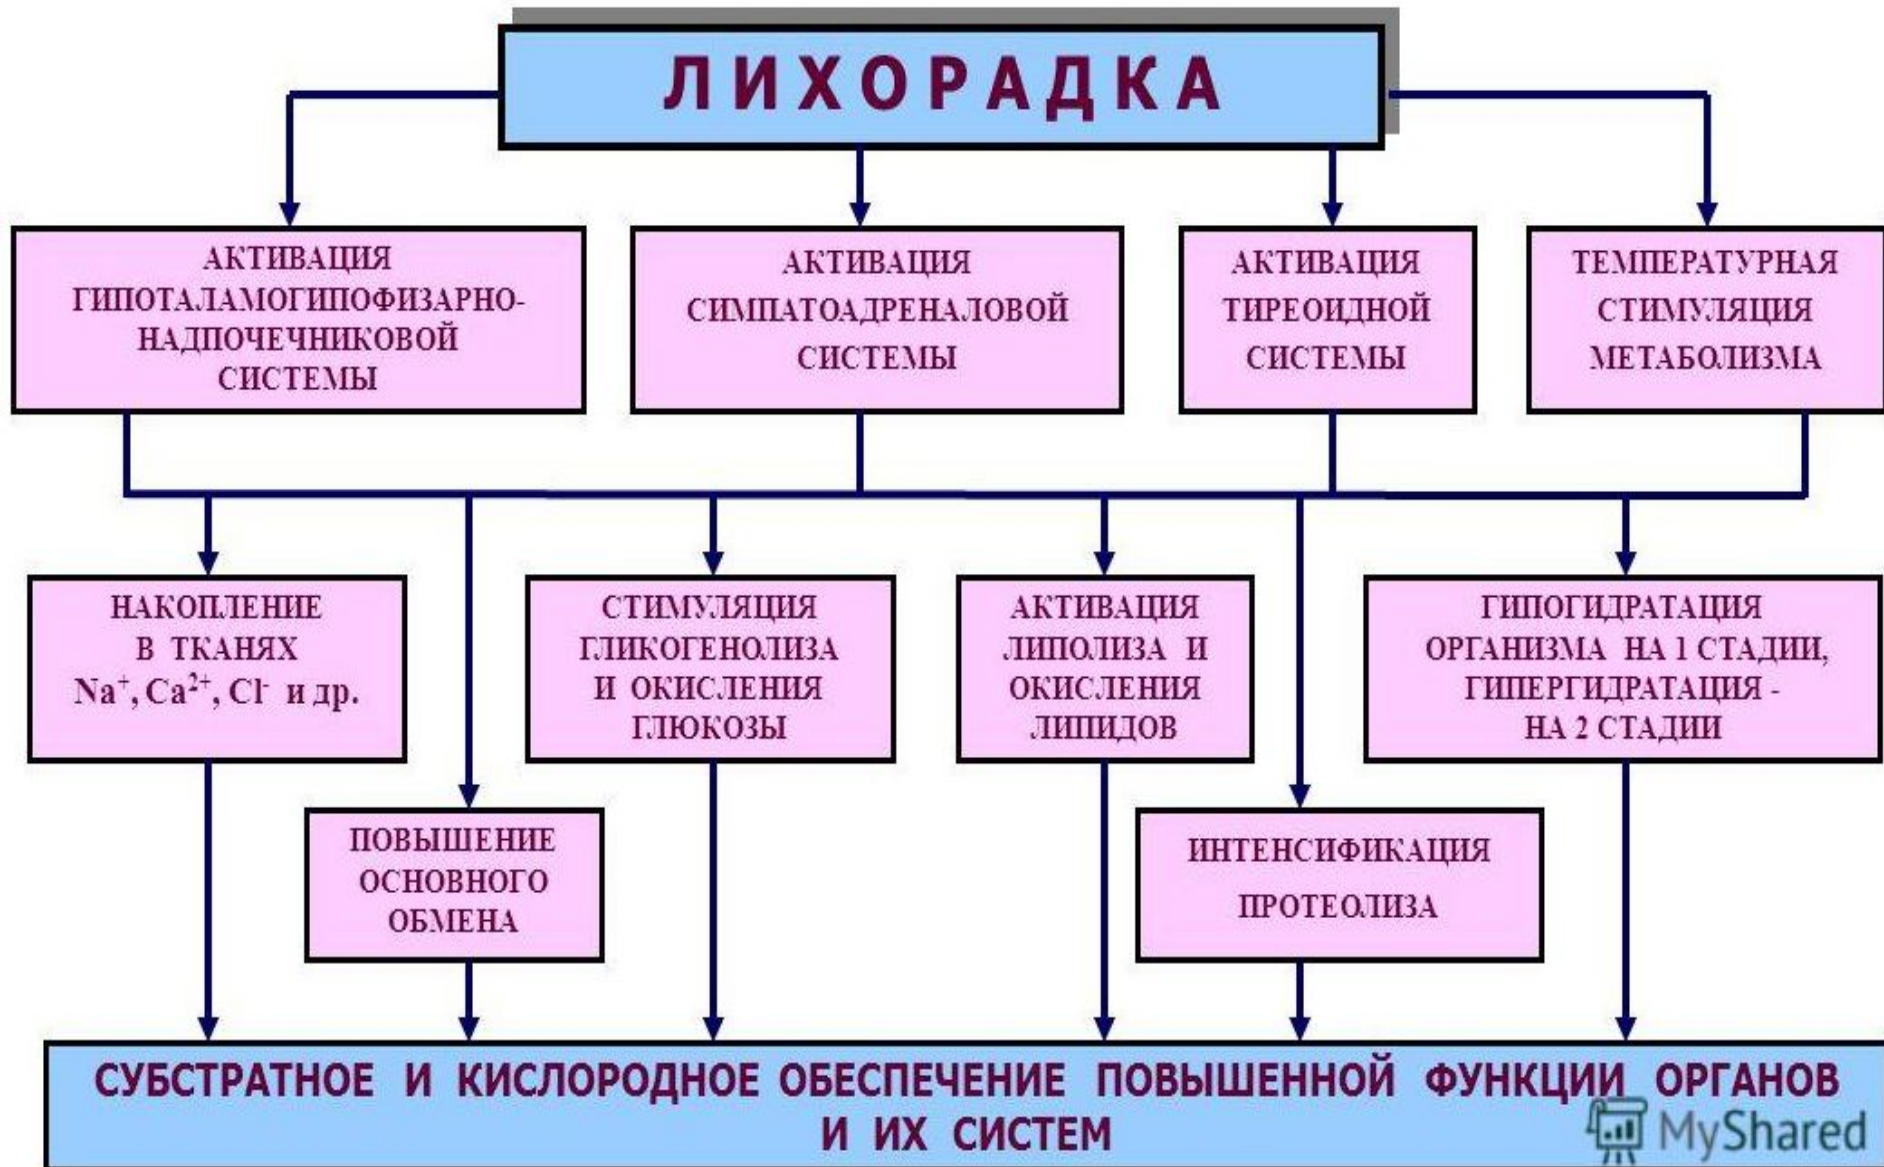 ЛИХОРАДКА
АКТИВАЦИЯ
ГИПОТАЛАМОГИПОФИЗАРНО-
НАДПОЧЕЧНИКОВОЙ
СИСТЕМЫ
АКТИВАЦИЯ
СИМПАТОАДРЕНАЛОВОЙ
СИСТЕМЫ
АКТИВАЦИЯ
ТИРЕОИДНОЙ
СИСТЕМЫ
ТЕМПЕРАТУРНАЯ
СТИМУЛЯЦИЯ
МЕТАБОЛИЗМА
НАКОПЛЕНИЕ
В ТКАНЯХ
Na⁺, Ca²⁺, Cl⁻ и др.
СТИМУЛЯЦИЯ
ГЛИКОГЕНОЛИЗА
И ОКИСЛЕНИЯ
ГЛЮКОЗЫ
АКТИВАЦИЯ
ЛИПОЛИЗА И
ОКИСЛЕНИЯ
ЛИПИДОВ
ГИПОГИДРАТАЦИЯ
ОРГАНИЗМА НА 1 СТАДИИ,
ГИПЕРГИДРАТАЦИЯ -
НА 2 СТАДИИ
ПОВЫШЕНИЕ
ОСНОВНОГО
ОБМЕНА
ИНТЕНСИФИКАЦИЯ
ПРОТЕОЛИЗА
СУБСТРАТНОЕ И КИСЛОРОДНОЕ ОБЕСПЕЧЕНИЕ ПОВЫШЕННОЙ ФУНКЦИИ ОРГАНОВ
И ИХ СИСТЕМ
MyShared